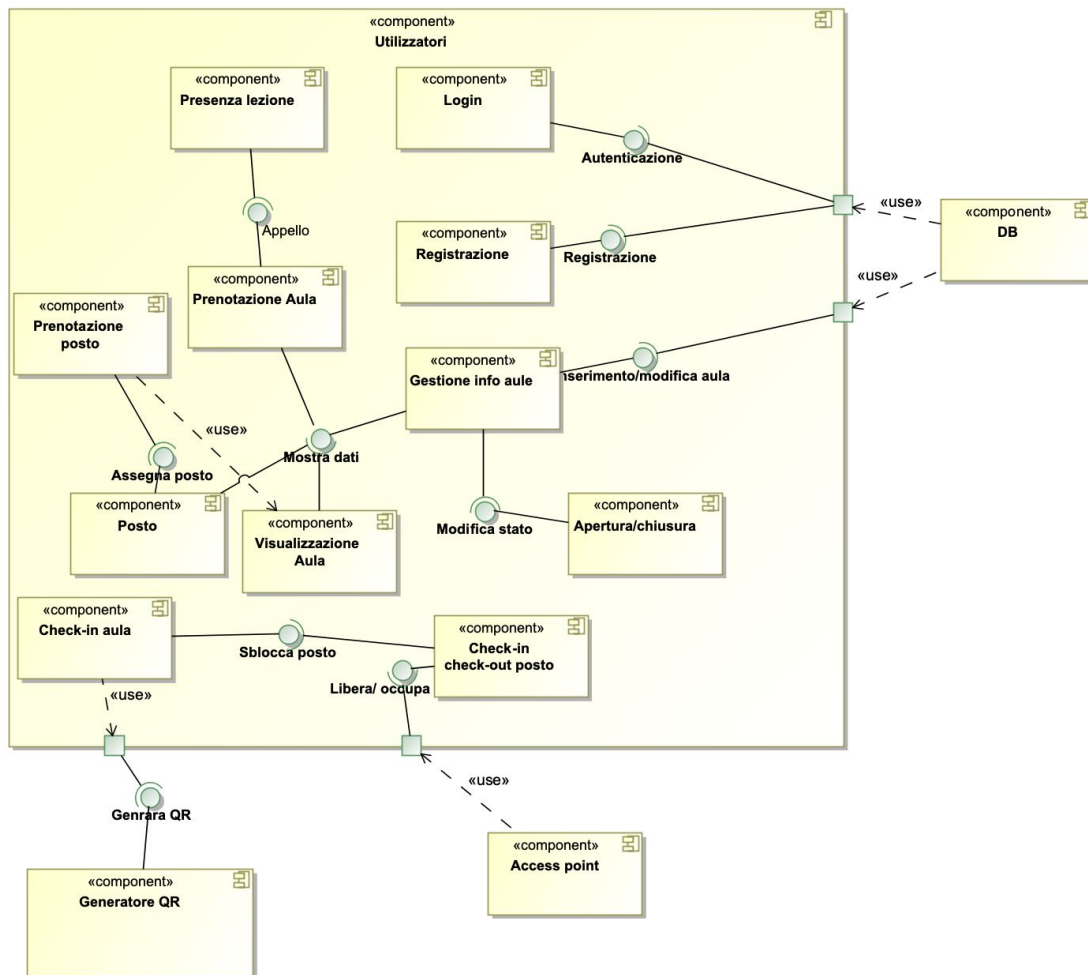 «component»
Utilizzatori
«component»
Presenza lezione
«component»
Login
Autenticazione
Appello
«component»
Registrazione
Registrazione
«use»
«use»
«component»
DB
«component»
Prenotazione Aula
«component»
Prenotazione
posto
«component»
Gestione info aule
nserimento/modifica aula
«use»
Mostra dati
Assegna posto
«component»
Posto
«component»
Visualizzazione
Aula
Modifica stato
«component»
Apertura/chiusura
«component»
Check-in aula
Sblocca posto
«component»
Check-in
check-out posto
Libera/ occupa
«use»
«use»
Genrara QR
«component»
Access point
«component»
Generatore QR